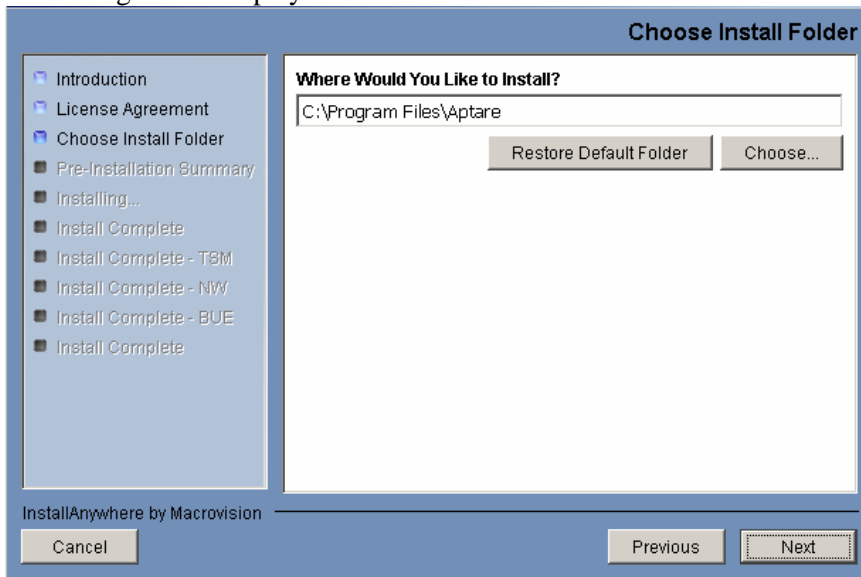 Choose Install Folder
Introduction
License Agreement
Choose Install Folder
Pre-Installation Summary
Installing...
Install Complete
Install Complete - TSM
Install Complete - NW
Install Complete - BUE
Install Complete
Where Would You Like to Install?
C:\Program Files\Aptare
Restore Default Folder
Choose...
InstallAnywhere by Macrovision
Cancel
Previous
Next